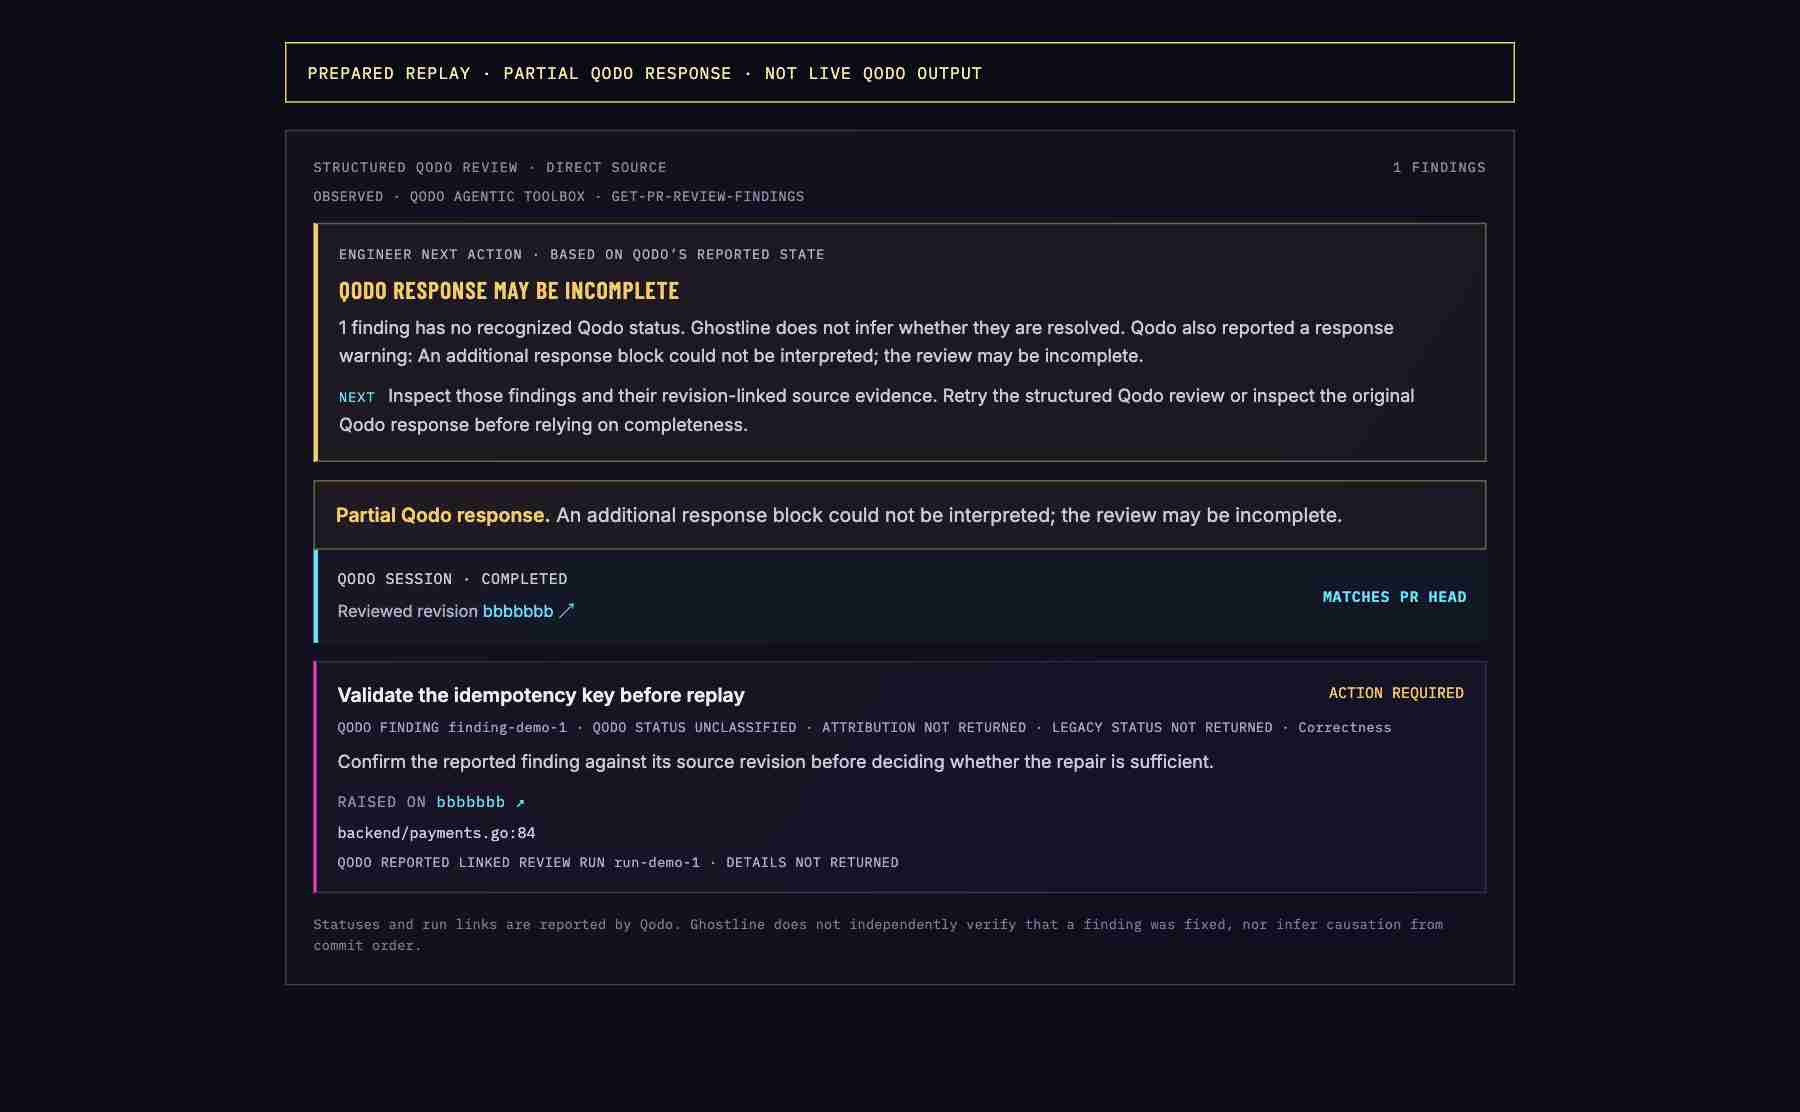 PREPARED REPLAY · PARTIAL QODO RESPONSE · NOT LIVE QODO OUTPUT
STRUCTURED QODO REVIEW · DIRECT SOURCE
1 FINDINGS
OBSERVED · QODO AGENTIC TOOLBOX · GET-PR-REVIEW-FINDINGS
ENGINEER NEXT ACTION · BASED ON QODO'S REPORTED STATE
QODO RESPONSE MAY BE INCOMPLETE
1 finding has no recognized Qodo status. Ghostline does not infer whether they are resolved. Qodo also reported a response
warning: An additional response block could not be interpreted; the review may be incomplete.
NEXT Inspect those findings and their revision-linked source evidence. Retry the structured Qodo review or inspect the original
Qodo response before relying on completeness.
Partial Qodo response. An additional response block could not be interpreted; the review may be incomplete.
QODO SESSION · COMPLETED
Reviewed revision bbbbbbb ↗
MATCHES PR HEAD
Validate the idempotency key before replay
ACTION REQUIRED
QODO FINDING finding-demo-1 · QODO STATUS UNCLASSIFIED · ATTRIBUTION NOT RETURNED · LEGACY STATUS NOT RETURNED · Correctness
Confirm the reported finding against its source revision before deciding whether the repair is sufficient.
RAISED ON bbbbbbb ↗
backend/payments.go:84
QODO REPORTED LINKED REVIEW RUN run-demo-1 · DETAILS NOT RETURNED
Statuses and run links are reported by Qodo. Ghostline does not independently verify that a finding was fixed, nor infer causation from
commit order.